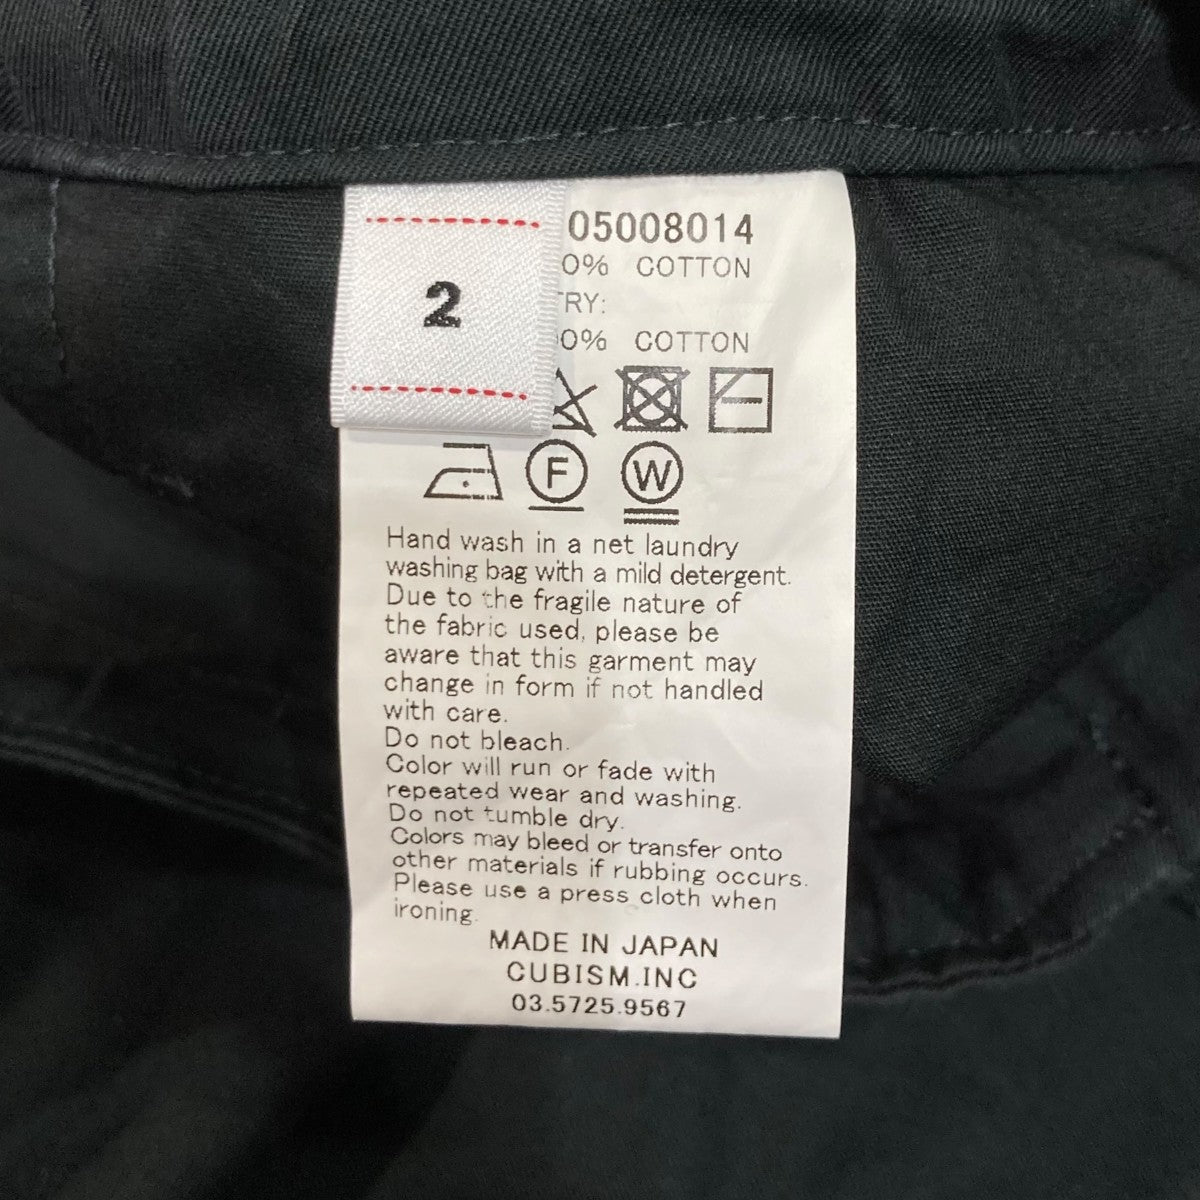 2
05008014
0% COTTON
TRY:
00% COTTON
F
W
Hand wash in a net laundry
washing bag with a mild detergent.
Due to the fragile nature of
the fabric used, please be
aware that this garment may
change in form if not handled
with care.
Do not bleach.
Color will run or fade with
repeated wear and washing.
Do not tumble dry.
Colors may bleed or transfer onto
other materials if rubbing occurs.
Please use a press cloth when
ironing.
MADE IN JAPAN
CUBISM.INC
03.5725.9567